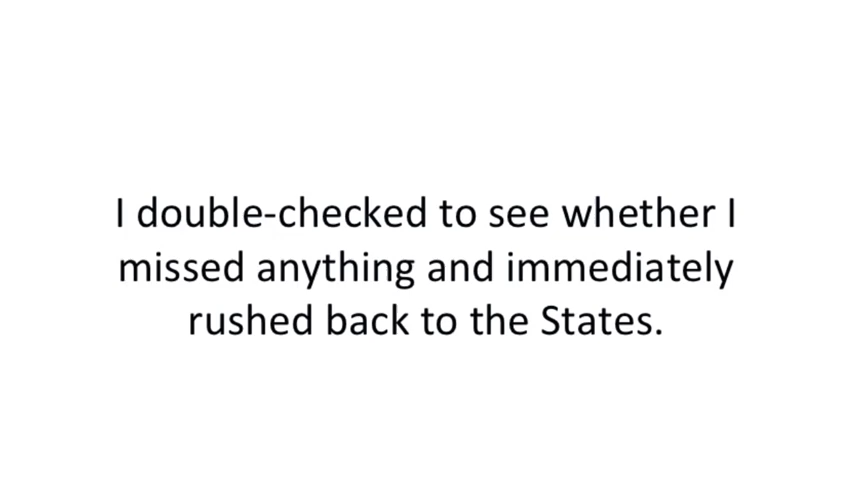 I double-checked to see whether I
missed anything and immediately
rushed back to the States.